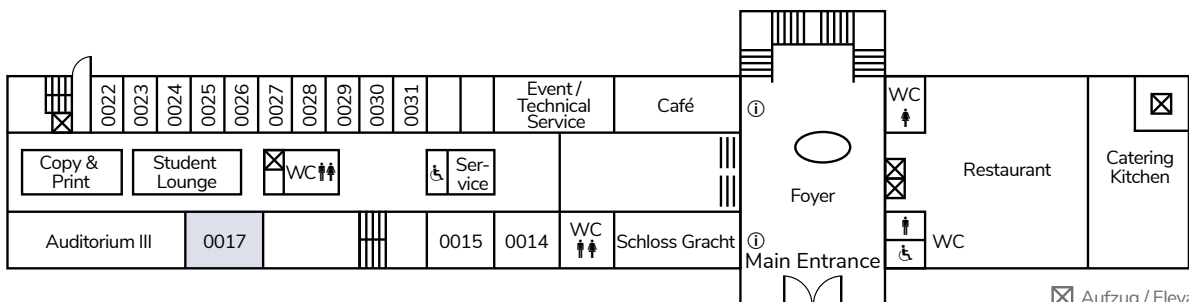 0022
0023
0024
0025
0026
0027
0028
0029
0030
0031
Event /
Technical
Service
Café
WC
Copy &
Print
Student
Lounge
WC
Ser-
vice
Foyer
Restaurant
Catering
Kitchen
Auditorium III
0017
0015
0014
WC
Schloss Gracht
Main Entrance
WC
Aufzug / Eleva